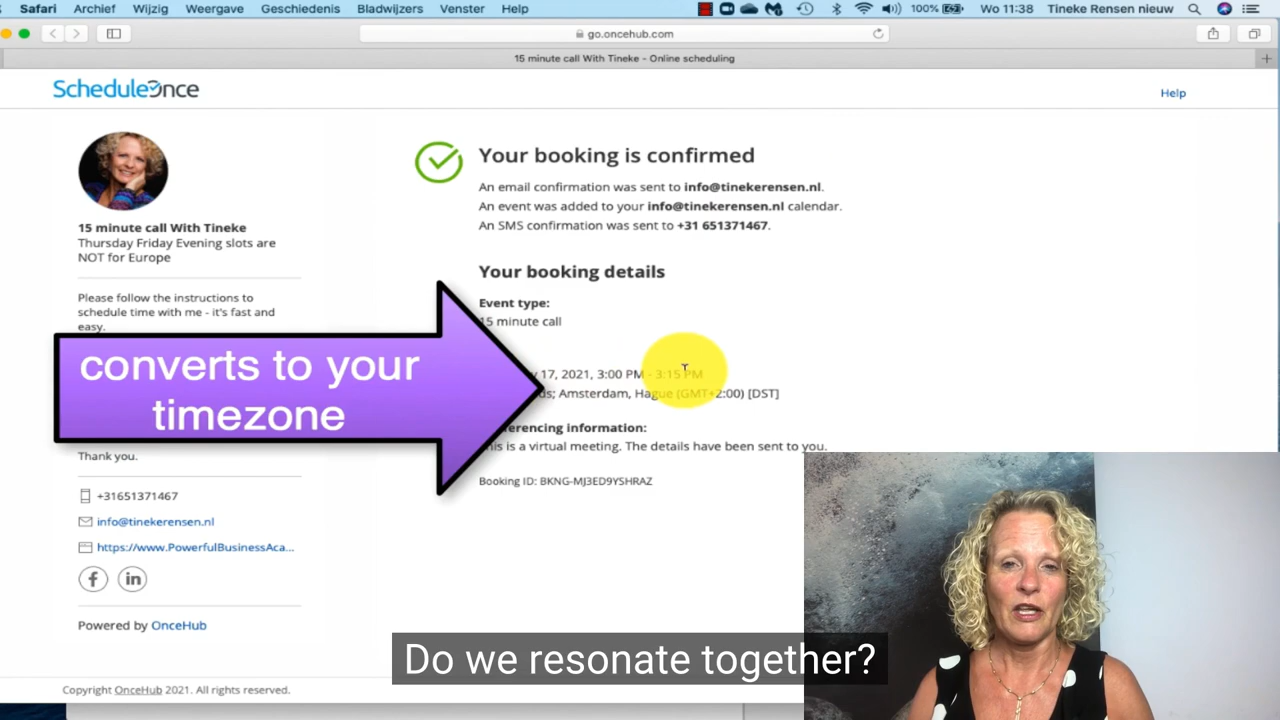 Safari Archief Wijzig Weergave Geschiedenis Bladwijzers Venster Help 100% Wo 11:38 Tineke Rensen nieuw
go.oncehub.com
15 minute call With Tineke - Online scheduling
ScheduleOnce
Help
15 minute call With Tineke
Thursday Friday Evening slots are
NOT for Europe
Please follow the instructions to
schedule time with me - it's fast and
easy.
converts to your
timezone
Thank you.
+31651371467
info@tinekerensen.nl
https://www.PowerfulBusinessAca...
Powered by OnceHub
Your booking is confirmed
An email confirmation was sent to info@tinekerensen.nl.
An event was added to your info@tinekerensen.nl calendar.
An SMS confirmation was sent to +31 651371467.
Your booking details
Event type:
15 minute call
17, 2021, 3:00 PM - 3:15 PM
Amsterdam, Hague (GMT+2:00) [DST]
information:
is a virtual meeting. The details have been sent to you.
Booking ID: BKNG-MJ3ED9YSHRAZ
Do we resonate together?
Copyright OnceHub 2021. All rights reserved.